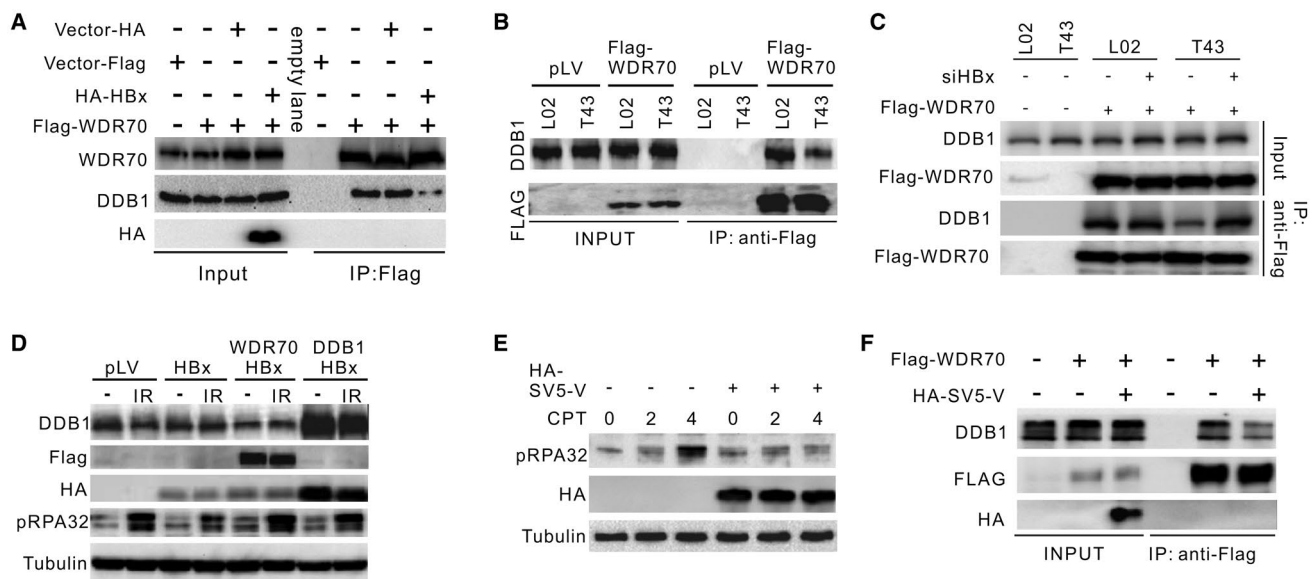 A
Vector-HA - - + - - - + -
Vector-Flag + - - - + - - -
HA-HBx - - - + - - - +
Flag-WDR70 - + + + - + + +
empty lane
WDR70
DDB1
HA
Input IP:Flag
B
Flag- Flag-
pLV WDR70 pLV WDR70
L02 T43 L02 T43 L02 T43 L02 T43
DDB1
FLAG
INPUT IP: anti-Flag
C
L02 T43 L02 T43
siHBx - - - + - +
Flag-WDR70 - - + + + +
DDB1
Flag-WDR70
Input
DDB1
Flag-WDR70
IP:
anti-Flag
D
WDR70 DDB1
pLV HBx HBx HBx
- IR - IR - IR - IR
DDB1
Flag
HA
pRPA32
Tubulin
E
HA-
SV5-V - - - + + +
CPT 0 2 4 0 2 4
pRPA32
HA
Tubulin
F
Flag-WDR70 - + + - + +
HA-SV5-V - - + - - +
DDB1
FLAG
HA
INPUT IP: anti-Flag